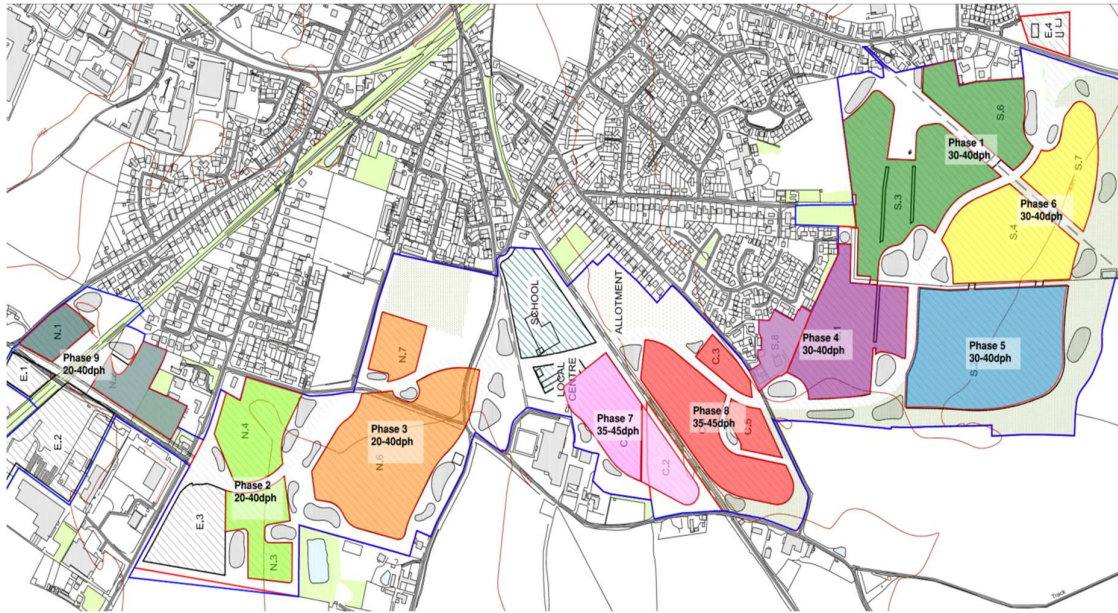 E.4
S.6
Phase 1
30-40dph
S.7
S.3
Phase 6
30-40dph
S.4
SCHOOL
ALLOTMENT
N.1
N.7
Phase 9
20-40dph
E.1
LOCAL
CENTRE
S.8
Phase 4
30-40dph
Phase 5
30-40dph
C.3
E.2
N.4
Phase 3
20-40dph
N.6
Phase 7
35-45dph
Phase 8
35-45dph
C.5
C.2
Phase 2
20-40dph
E.3
N.3
Track